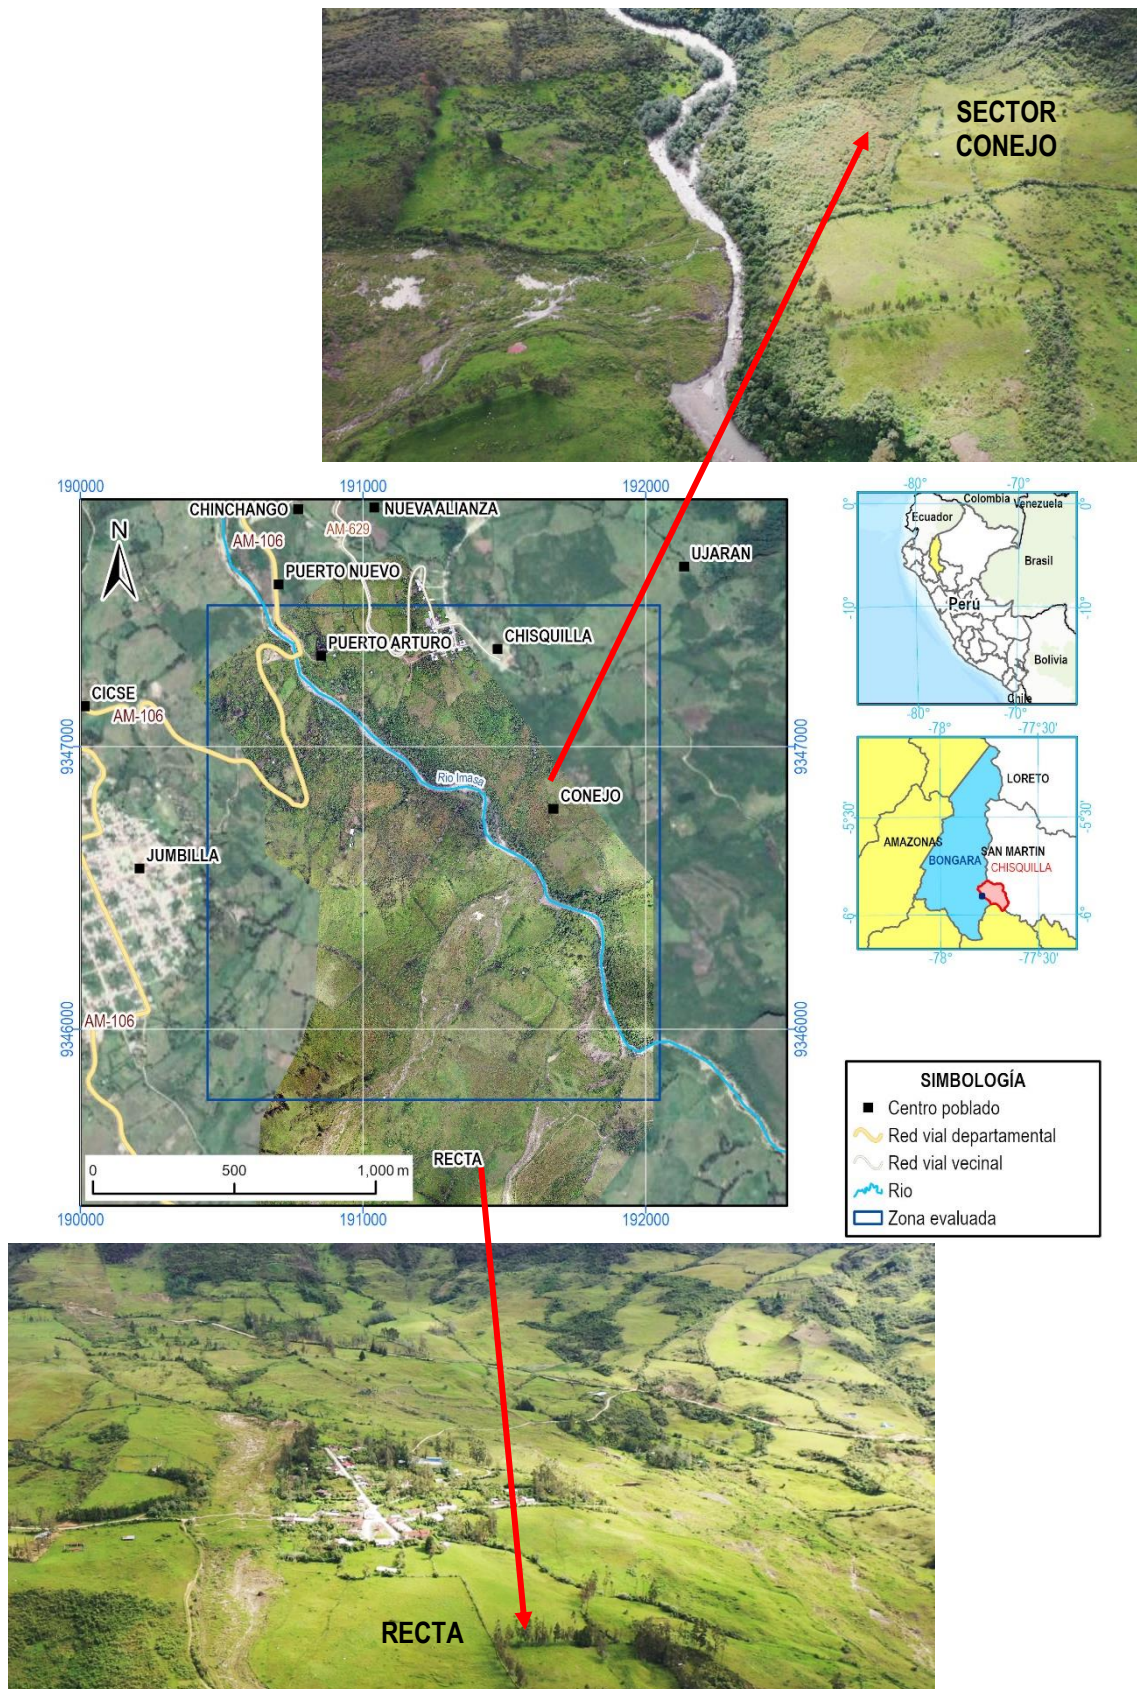 SECTOR
CONEJO
190000
191000
192000
CHINCHANGO
NUEVA ALIANZA
AM-629
AM-106
N
UJARAN
PUERTO NUEVO
PUERTO ARTURO
CHISQUILLA
CICSE
AM-106
9347000
9347000
Rio Imasa
CONEJO
JUMBILLA
9346000
9346000
AM-106
RECTA
0
500
1,000 m
190000
191000
192000
-80°
-70°
0°
0°
Colombia
Venezuela
Ecuador
Brasil
Perú
-10°
-10°
Bolivia
Chile
-80°
-70°
-78°
-77°30'
LORETO
-5°30'
-5°30'
AMAZONAS
SAN MARTIN
BONGARA
CHISQUILLA
-6°
-6°
-78°
-77°30'
SIMBOLOGÍA
Centro poblado
Red vial departamental
Red vial vecinal
Rio
Zona evaluada
RECTA